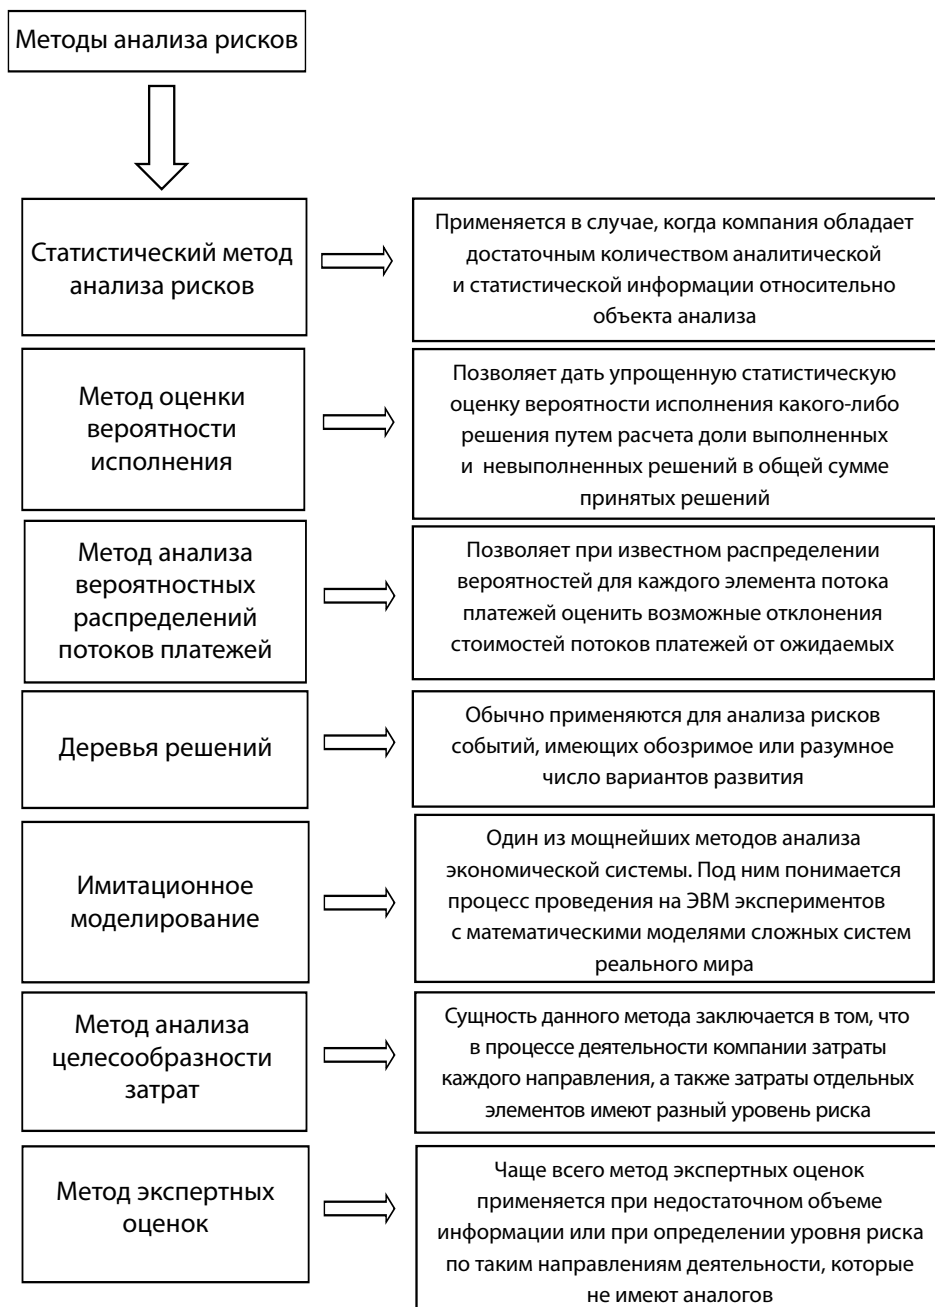 Методы анализа рисков
Статистический метод
анализа рисков
Применяется в случае, когда компания обладает
достаточным количеством аналитической
и статистической информации относительно
объекта анализа
Метод оценки
вероятности
исполнения
Позволяет дать упрощенную статистическую
оценку вероятности исполнения какого-либо
решения путем расчета доли выполненных
и невыполненных решений в общей сумме
принятых решений
Метод анализа
вероятностных
распределений
потоков платежей
Позволяет при известном распределении
вероятностей для каждого элемента потока
платежей оценить возможные отклонения
стоимостей потоков платежей от ожидаемых
Деревья решений
Обычно применяются для анализа рисков
событий, имеющих обозримое или разумное
число вариантов развития
Имитационное
моделирование
Один из мощнейших методов анализа
экономической системы. Под ним понимается
процесс проведения на ЭВМ экспериментов
с математическими моделями сложных систем
реального мира
Метод анализа
целесообразности
затрат
Сущность данного метода заключается в том, что
в процессе деятельности компании затраты
каждого направления, а также затраты отдельных
элементов имеют разный уровень риска
Метод экспертных
оценок
Чаще всего метод экспертных оценок
применяется при недостаточном объеме
информации или при определении уровня риска
по таким направлениям деятельности, которые
не имеют аналогов